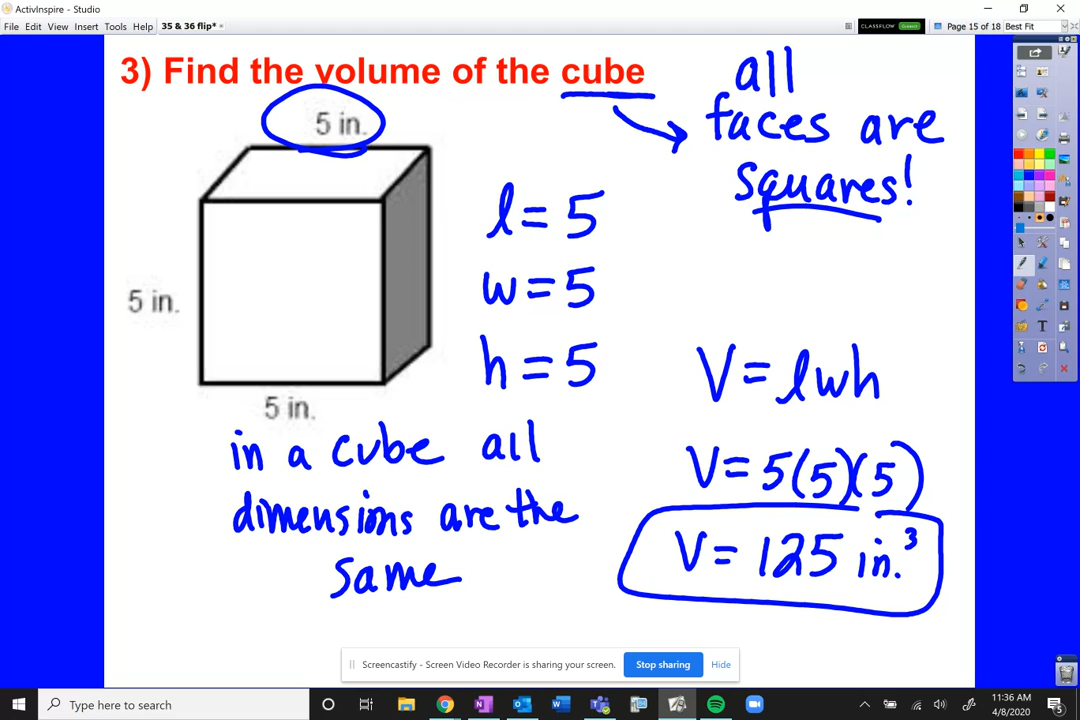 ActivInspire - Studio
File Edit View Insert Tools Help 35 & 36 flip*
CLASSFLOW Connect
Page 15 of 18 Best Fit
3) Find the volume of the cube
all
faces are
squares!
5 in.
5 in.
5 in.
l = 5
w = 5
h = 5
in a cube all
dimensions are the
same
V = lwh
V = 5(5)(5)
V = 125 in.³
Screencastify - Screen Video Recorder is sharing your screen. Stop sharing Hide
Type here to search
11:36 AM
4/8/2020
5